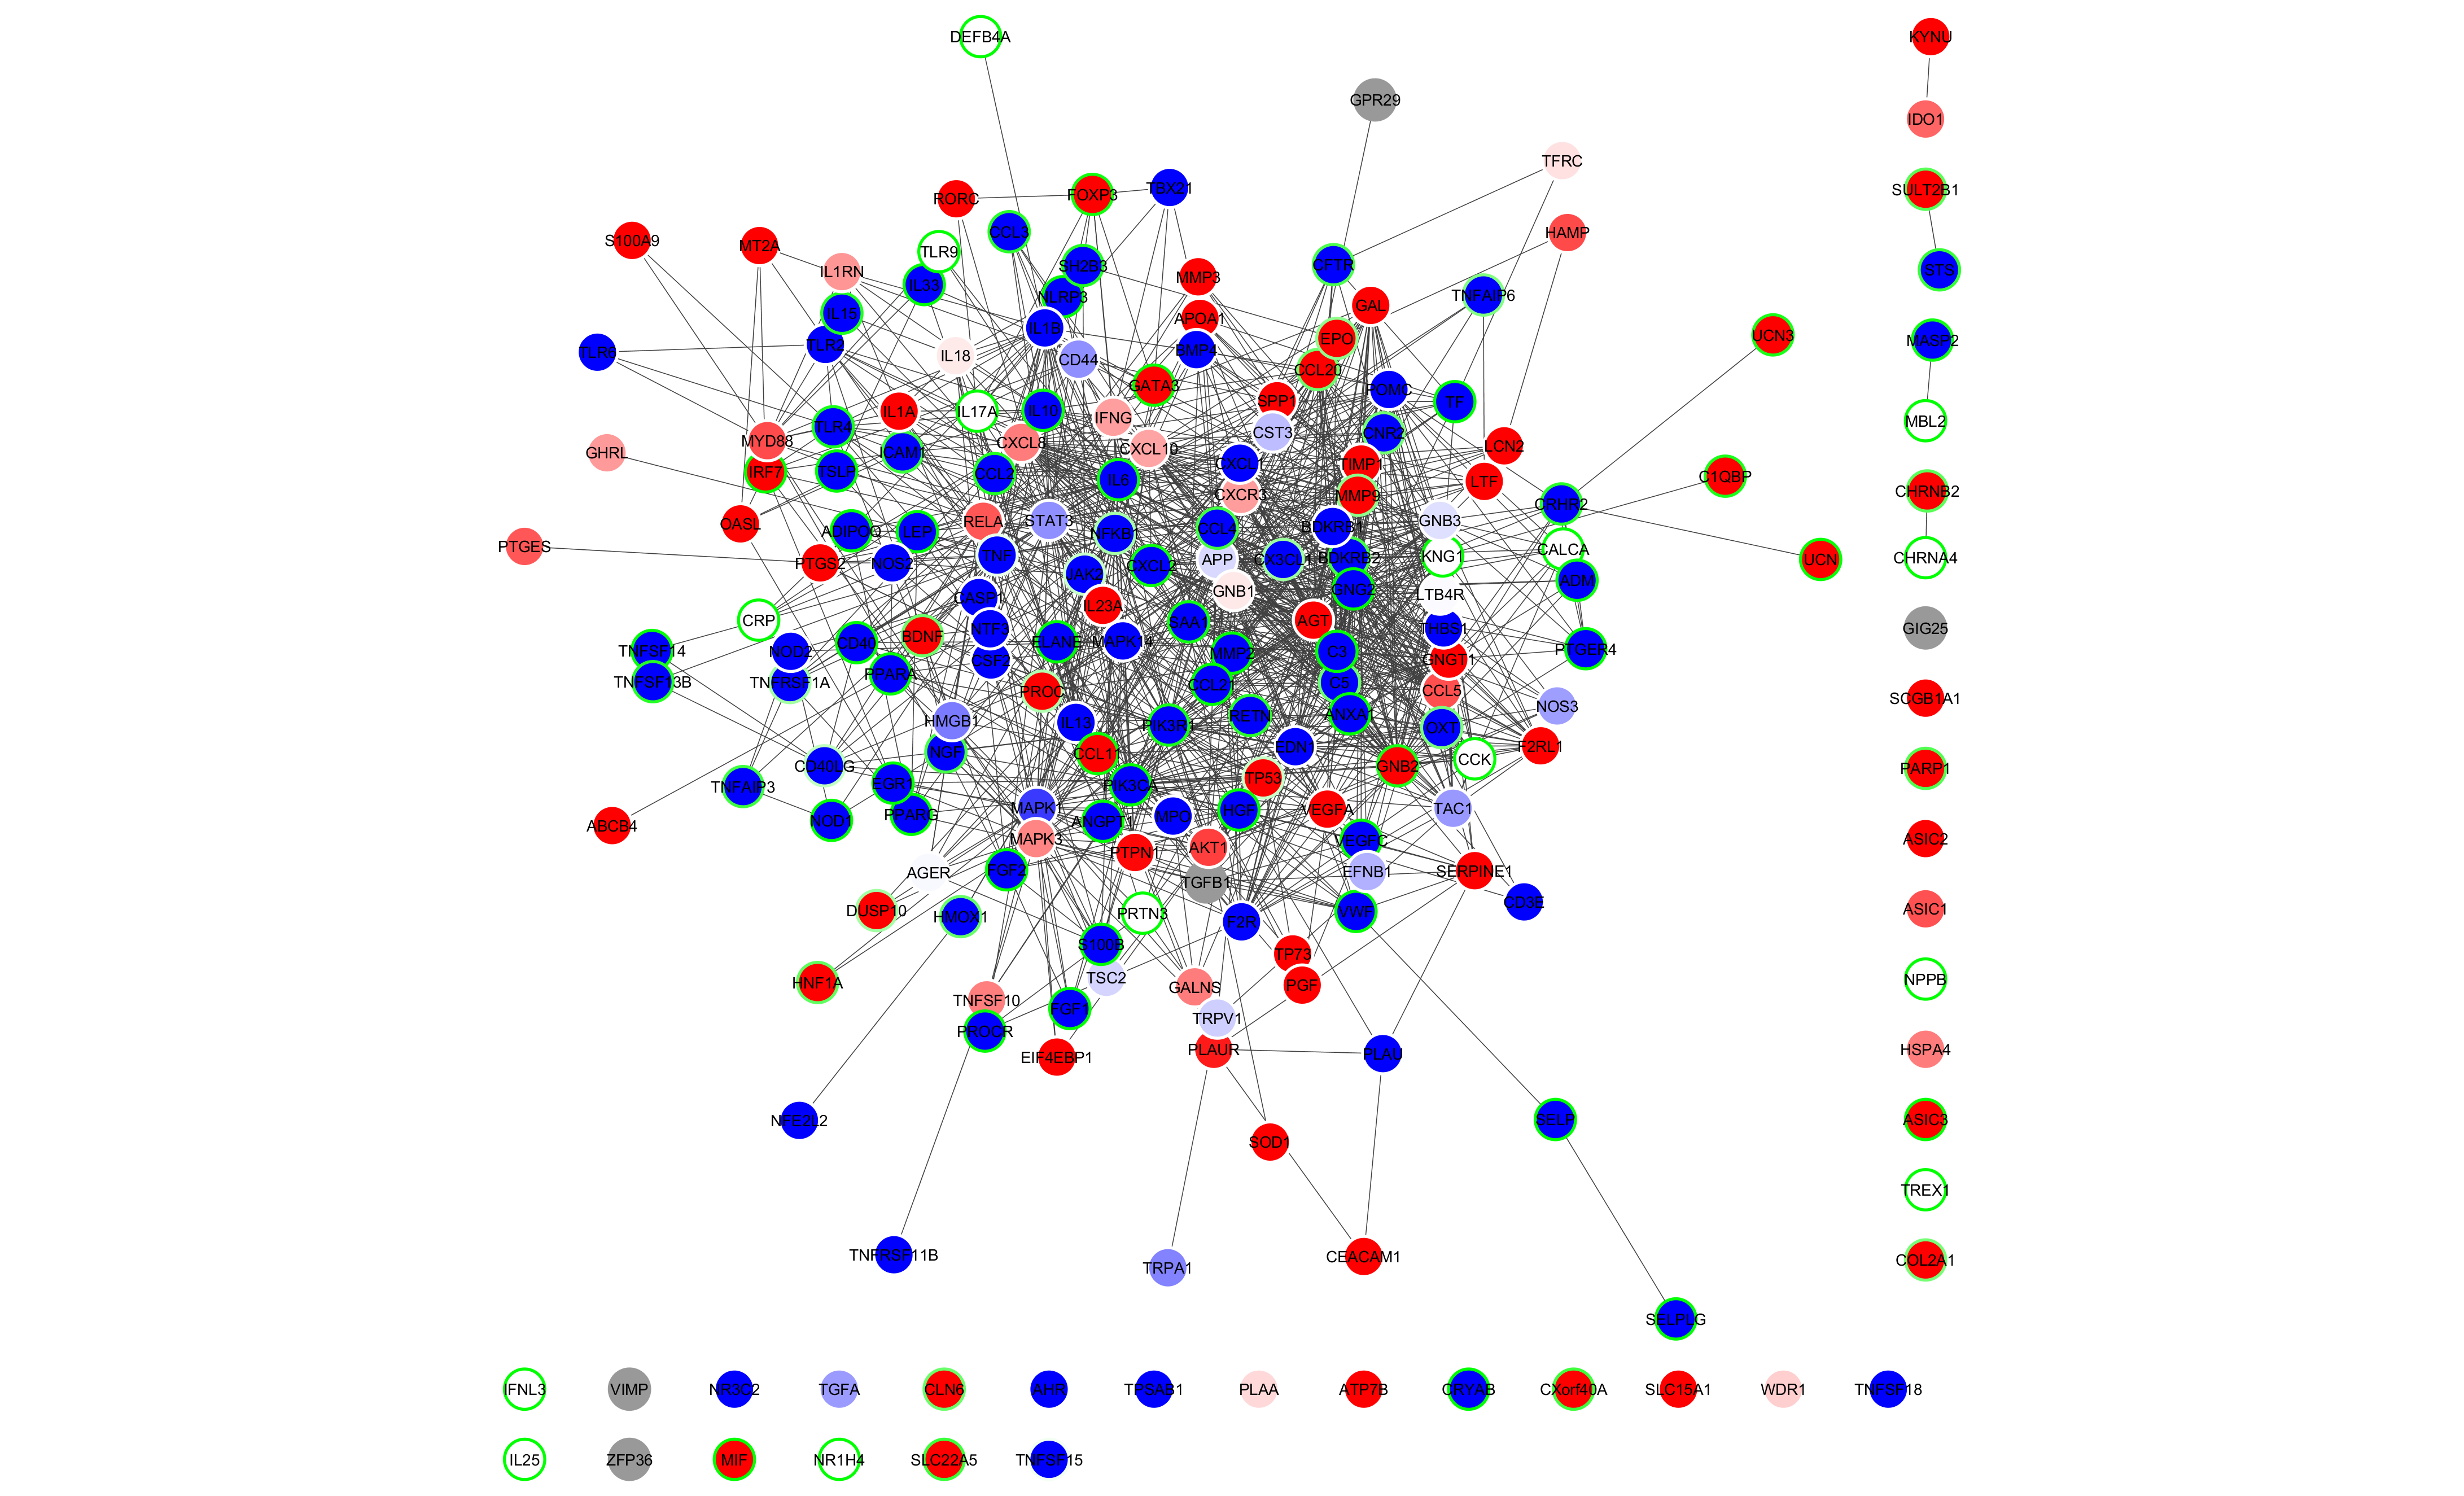 DEFB4A
KYNU
GPR29
IDO1
TFRC
SULT2B1
TBX21
FOXP3
RORC
CCL3
HAMP
S100A9
MT2A
TLR9
SH2B3
CFTR
STS
IL1RN
MMP3
IL33
NLRP3
TNFAIP6
GAL
IL15
APOA1
IL1B
UCN3
EPO
MASP2
TLR2
BMP4
TLR6
IL18
CD44
CCL20
GATA3
POMC
SPP1
TF
IL1A
IL17A
IL10
IFNG
MBL2
TLR4
CST3
CNR2
MYD88
CXCL8
CXCL10
LCN2
GHRL
ICAM1
CXCL1
TIMP1
IRF7
TSLP
CCL2
IL6
C1QBP
LTF
CXCR3
MMP9
CHRNB2
CRHR2
OASL
ADIPOQ
LEP
RELA
STAT3
NFKB1
CCL4
BDKRB1
GNB3
PTGES
PTGS2
NOS2
TNF
CXCL2
APP
CX3CL1
BDKRB2
KNG1
CALCA
UCN
CHRNA4
JAK2
GNB1
GNG2
ADM
CASP1
IL23A
LTB4R
CRP
NTF3
SAA1
AGT
THBS1
GIG25
BDNF
CD40
ELANE
MAPK14
TNFSF14
NOD2
CSF2
MMP2
C3
GNGT1
PTGER4
TNFSF13B
TNFRSF1A
PPARA
PROC
CCL21
C5
CCL5
SCGB1A1
HMGB1
IL13
PIK3R1
RETN
ANXA1
OXT
NOS3
NGF
CCL11
EDN1
F2RL1
CCK
CD40LG
GNB2
PARP1
TNFAIP3
EGR1
PIK3CA
TP53
NOD1
PPARG
MAPK1
ANGPT1
MPO
HGF
VEGFA
TAC1
ABCB4
MAPK3
PTPN1
AKT1
VEGFC
ASIC2
AGER
FGF2
TGFB1
EFNB1
SERPINE1
DUSP10
HMOX1
PRTN3
F2R
VWF
CD3E
ASIC1
S100B
TP73
HNF1A
TSC2
GALNS
PGF
NPPB
TNFSF10
FGF1
TRPV1
PROCR
EIF4EBP1
PLAUR
PLAU
HSPA4
NFE2L2
SOD1
SELP
ASIC3
TREX1
TNFRSF11B
TRPA1
CEACAM1
COL2A1
SELPLG
IFNL3
VIMP
NR3C2
TGFA
CLN6
AHR
TPSAB1
PLAA
ATP7B
CRYAB
CXorf40A
SLC15A1
WDR1
TNFSF18
IL25
ZFP36
MIF
NR1H4
SLC22A5
TNFSF15